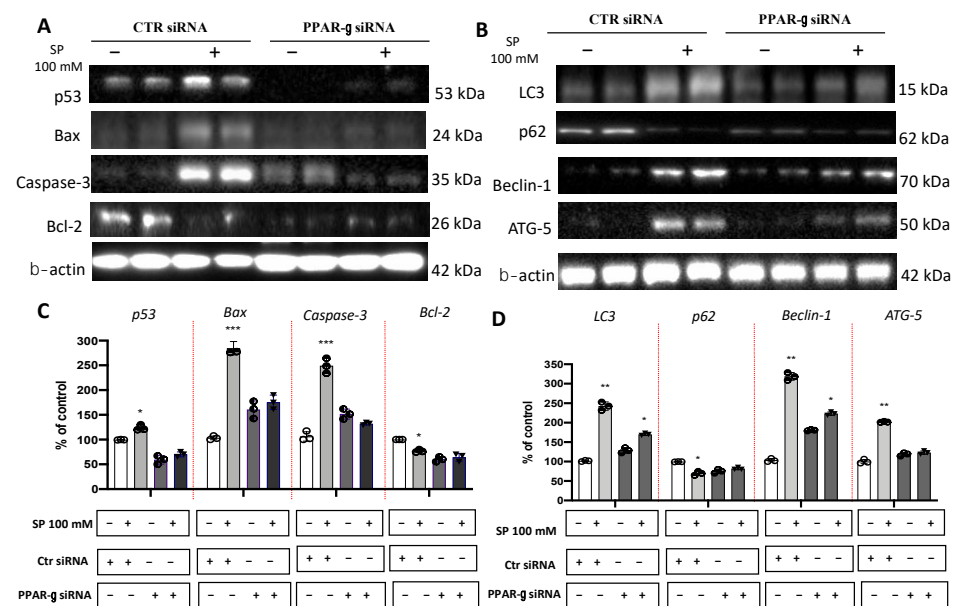 A
CTR siRNA
PPAR-g siRNA
SP
100 mM
– + – +
p53
53 kDa
Bax
24 kDa
Caspase-3
35 kDa
Bcl-2
26 kDa
b-actin
42 kDa
B
CTR siRNA
PPAR-g siRNA
SP
100 mM
– + – +
LC3
15 kDa
p62
62 kDa
Beclin-1
70 kDa
ATG-5
50 kDa
b-actin
42 kDa
C
p53 Bax Caspase-3 Bcl-2
% of control
300
250
200
150
100
50
0
* *** *** *
SP 100 mM – + – + – + – + – + – + – + – +
Ctr siRNA + + – – + + – – + + – – + + – –
PPAR-g siRNA – – + + – – + + – – + + – – + +
D
LC3 p62 Beclin-1 ATG-5
% of control
350
300
250
200
150
100
50
0
** * * ** * **
SP 100 mM – + – + – + – + – + – + – + – +
Ctr siRNA + + – – + + – – + + – – + + – –
PPAR-g siRNA – – + + – – + + – – + + – – + +